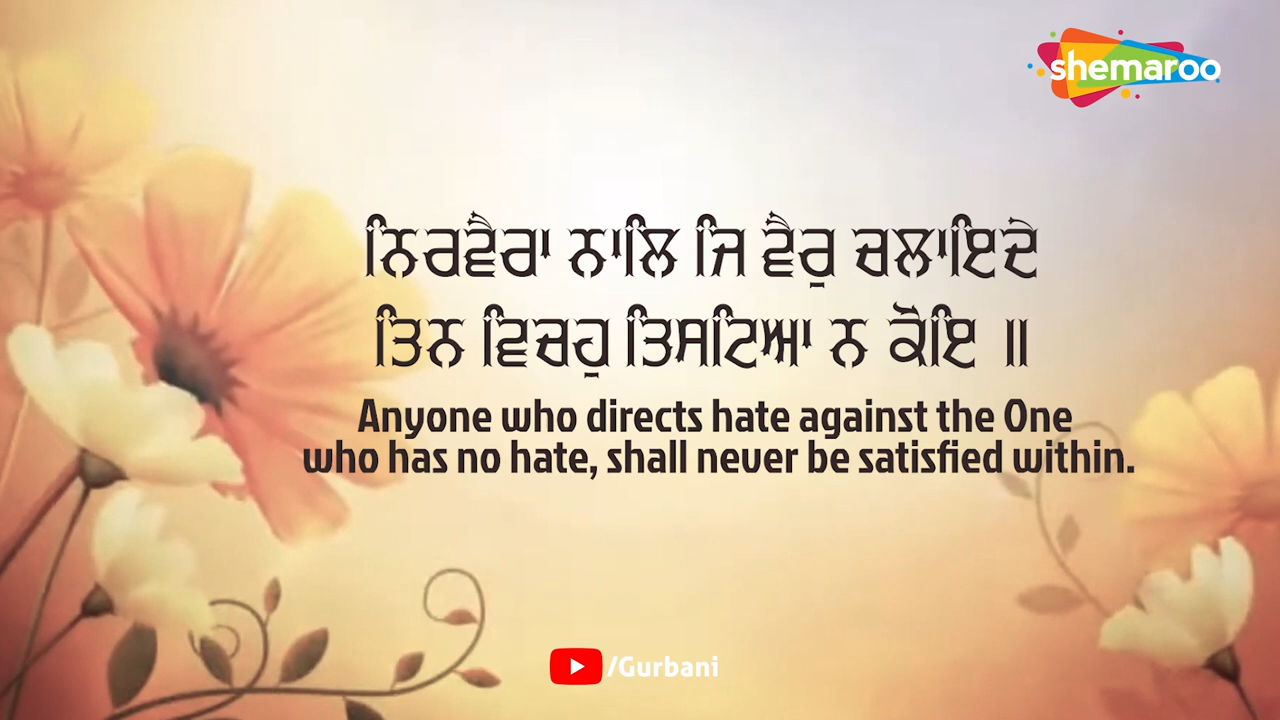 shemaroo
ਨਿਰਵੈਰਾ ਨਾਲਿ ਜਿ ਵੈਰੁ ਚਲਾਇਦੇ
ਤਿਨ ਵਿਚਹੁ ਤਿਸਟਿਆ ਨ ਕੋਇ ॥
Anyone who directs hate against the One
who has no hate, shall never be satisfied within.
/Gurbani